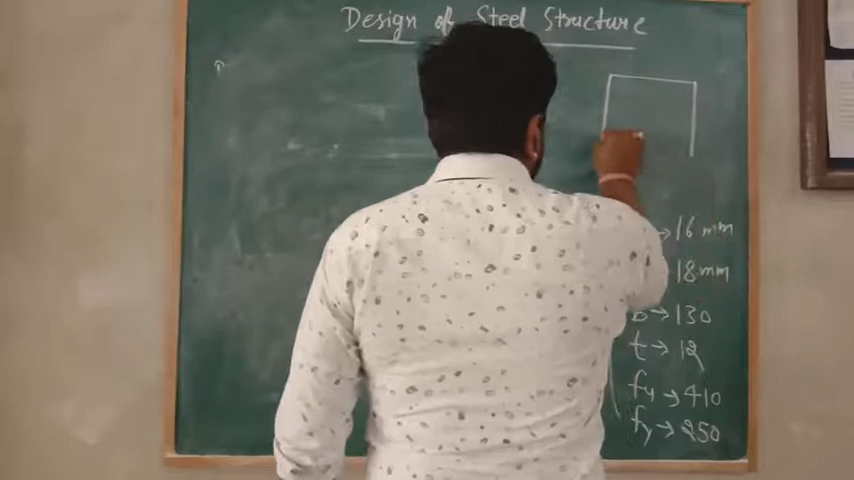 Design of Steel Structure
→ 16 mm
18 mm
b → 130
t → 12
fu → 410
fy → 250